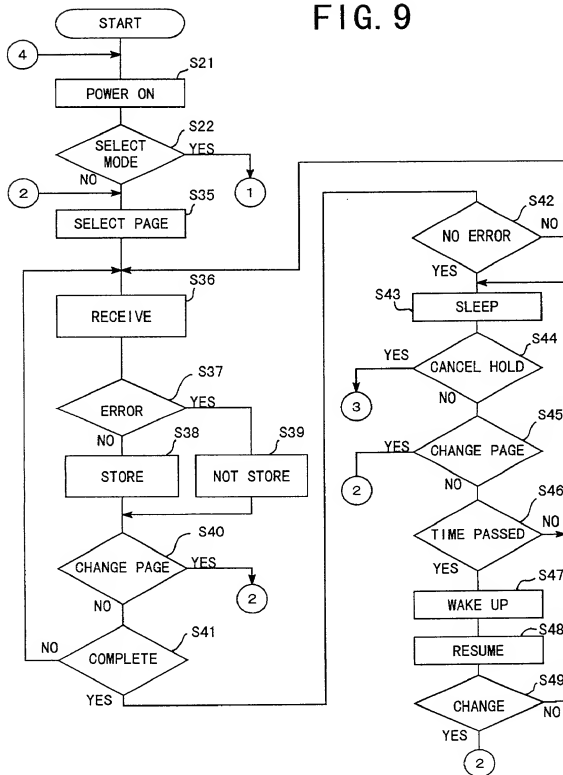 FIG. 9
START
4
S21
POWER ON
S22
SELECT
MODE
YES
NO
1
2
S35
SELECT PAGE
S36
RECEIVE
S37
ERROR
YES
NO
S38
STORE
S39
NOT STORE
S40
CHANGE PAGE
YES
2
NO
S41
NO
COMPLETE
YES
S42
NO ERROR
NO
YES
S43
SLEEP
S44
YES
CANCEL HOLD
3
NO
S45
YES
CHANGE PAGE
2
NO
S46
TIME PASSED
NO
YES
S47
WAKE UP
S48
RESUME
S49
CHANGE
NO
YES
2